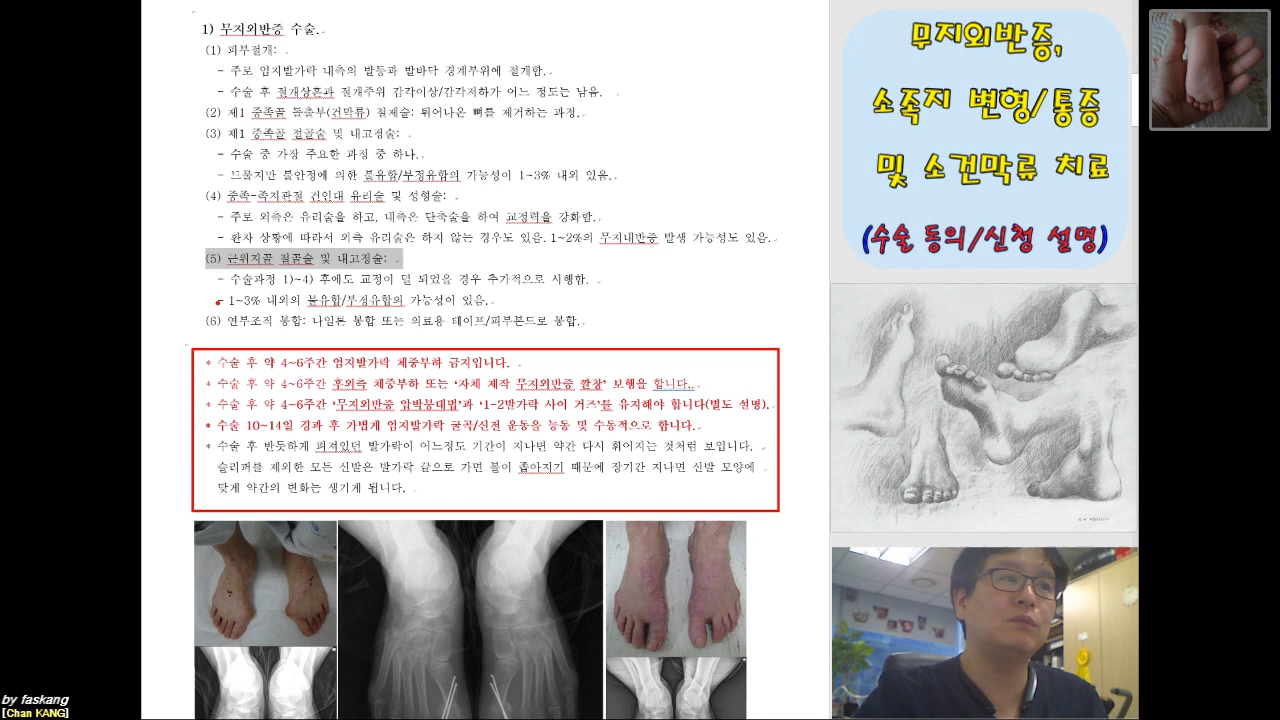 1) 무지외반증 수술.
(1) 피부절개:
- 주로 엄지발가락 내측의 발등과 발바닥 경계부위에 절개함.
- 수술 후 절개상흔과 절개주위 감각이상/감각저하가 어느 정도는 남음.
(2) 제1 중족골 돌출부(건막류) 절제술: 튀어나온 뼈를 제거하는 과정.
(3) 제1 중족골 절골술 및 내고정술:
- 수술 중 가장 주요한 과정 중 하나.
- 드물지만 불안정에 의한 불유합/부정유합의 가능성이 1~3% 내외 있음.
(4) 중족-족지관절 건인대 유리술 및 성형술:
- 주로 외측은 유리술을 하고, 내측은 단축술을 하여 교정력을 강화함.
- 환자 상황에 따라서 외측 유리술은 하지 않는 경우도 있음. 1~2%의 무지내반증 발생 가능성도 있음.
(5) 근위지골 절골술 및 내고정술:
- 수술과정 1)~4) 후에도 교정이 덜 되었을 경우 추가적으로 시행함.
- 1~3% 내외의 불유합/부정유합의 가능성이 있음.
(6) 연부조직 봉합: 나일론 봉합 또는 의료용 테이프/피부본드로 봉합.
* 수술 후 약 4~6주간 엄지발가락 체중부하 금지입니다.
* 수술 후 약 4~6주간 후외측 체중부하 또는 '자체 제작 무지외반증 깔창' 보행을 합니다..
* 수술 후 약 4~6주간 '무지외반증 압박붕대법'과 '1-2발가락 사이 거즈'를 유지해야 합니다(별도 설명).
* 수술 10~14일 경과 후 가볍게 엄지발가락 굴곡/신전 운동을 능동 및 수동적으로 합니다.
* 수술 후 반듯하게 펴져있던 발가락이 어느정도 기간이 지나면 약간 다시 휘어지는 것처럼 보입니다.
슬리퍼를 제외한 모든 신발은 발가락 끝으로 가면 볼이 좁아지기 때문에 장기간 지나면 신발 모양에
맞게 약간의 변화는 생기게 됩니다.
무지외반증,
소족지 변형/통증
및 소건막류 치료
(수술 동의/신청 설명)
by faskang
[Chan KANG]